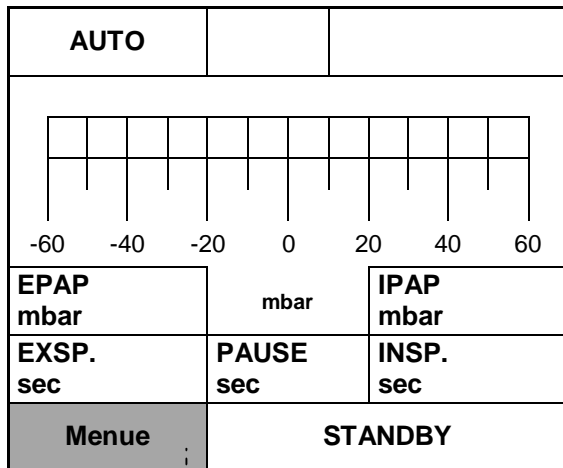 AUTO
-60 -40 -20 0 20 40 60
EPAP mbar IPAP
mbar mbar
EXSP. PAUSE INSP.
sec sec sec
Menue STANDBY